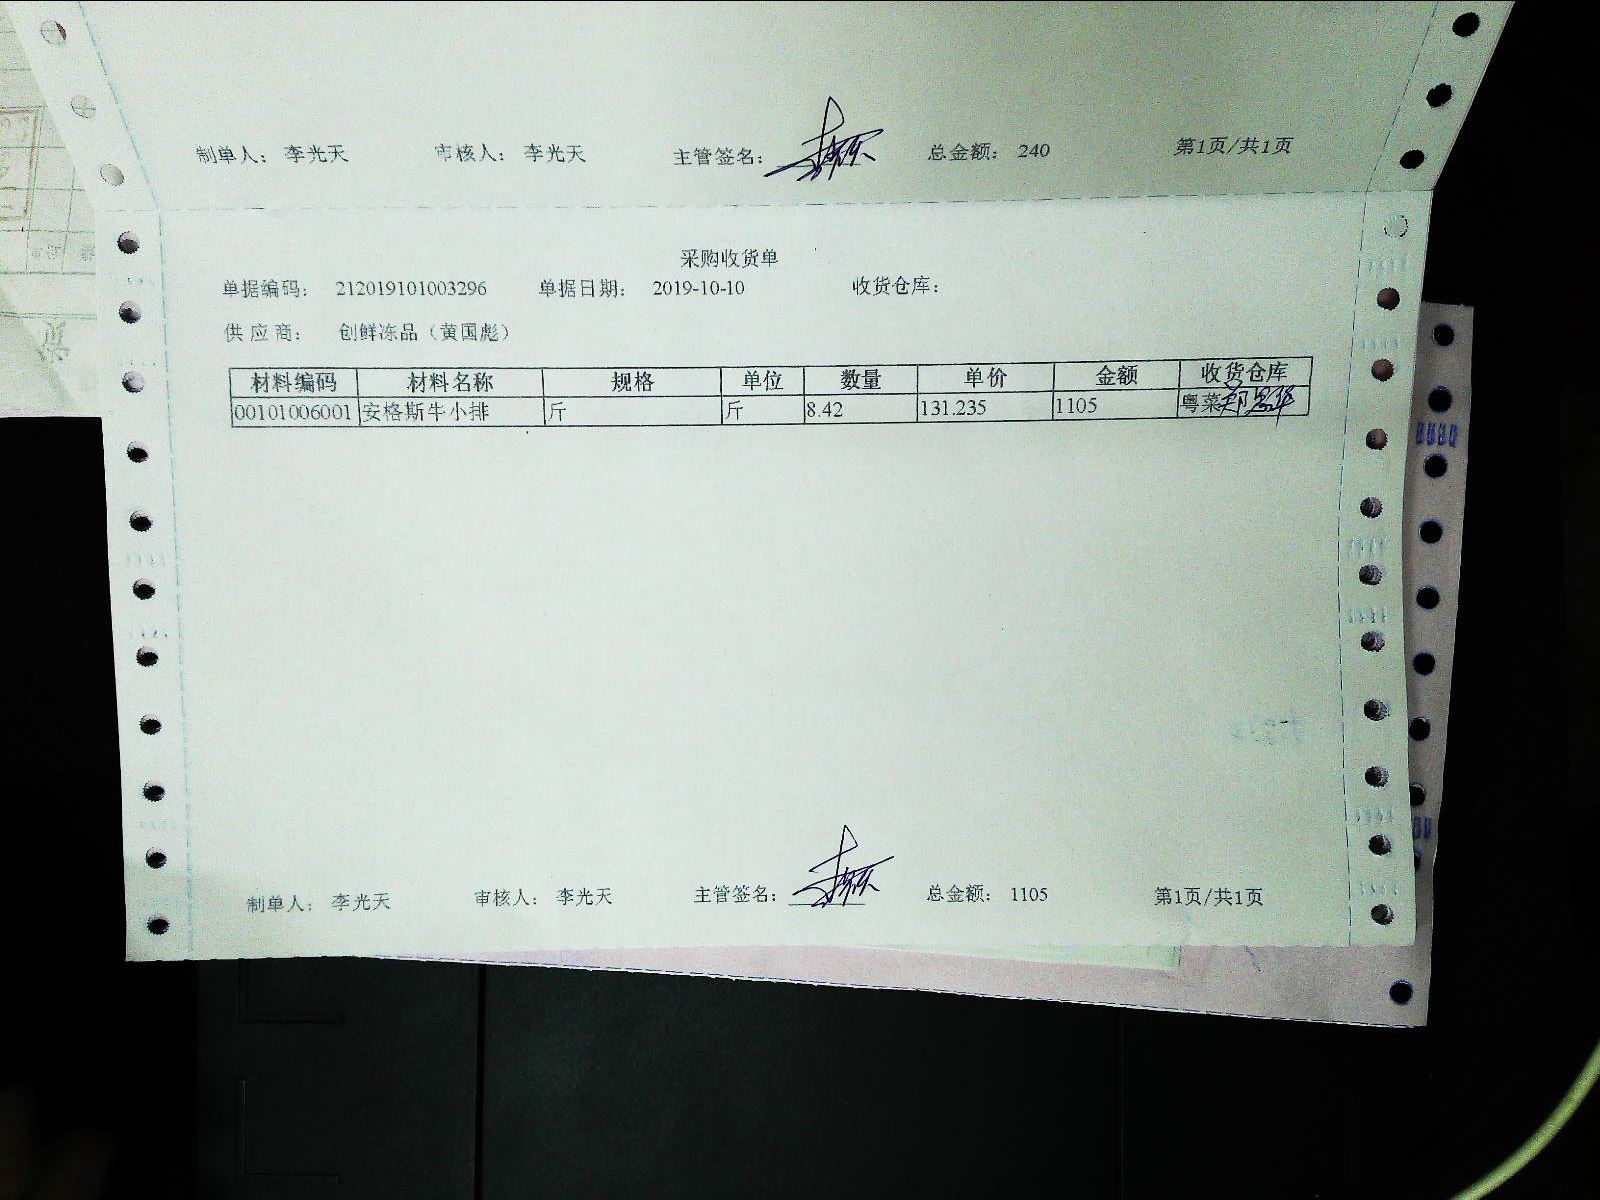 制单人： 李光天 审核人： 李光天 主管签名： 总金额： 240 第1页/共1页
采购收货单
单据编码： 212019101003296 单据日期： 2019-10-10 收货仓库：
供应商： 创鲜冻品（黄国彪）
材料编码 材料名称 规格 单位 数量 单价 金额 收货仓库
00101006001 安格斯牛小排 斤 斤 8.42 131.235 1105 粤菜
制单人： 李光天 审核人： 李光天 主管签名： 总金额： 1105 第1页/共1页